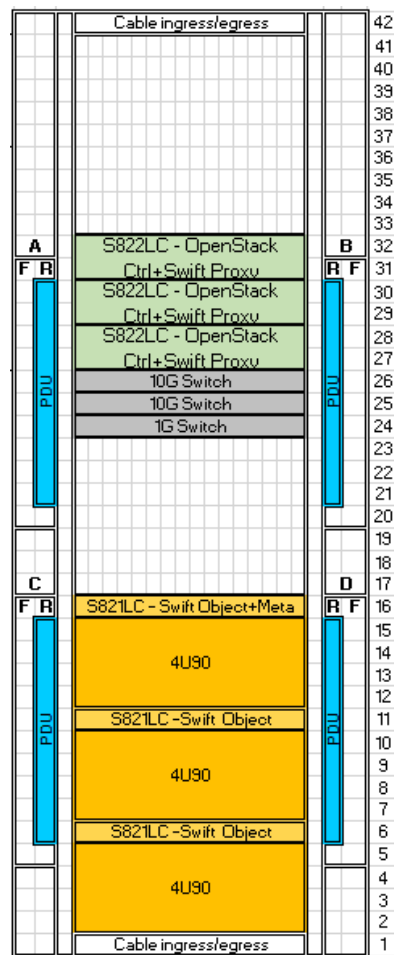 Cable ingress/egress 42
41
40
39
38
37
36
35
34
33
A S822LC - OpenStack B 32
F R Ctrl+Swift Proxy R F 31
S822LC - OpenStack 30
Ctrl+Swift Proxy 29
S822LC - OpenStack 28
Ctrl+Swift Proxy 27
10G Switch 26
PDU 10G Switch PDU 25
1G Switch 24
23
22
21
20
19
18
C D 17
F R S821LC - Swift Object+Meta R F 16
15
14
4U90
13
12
PDU S821LC -Swift Object PDU 11
10
9
4U90
8
7
S821LC -Swift Object 6
5
4
4U90
3
2
Cable ingress/egress 1